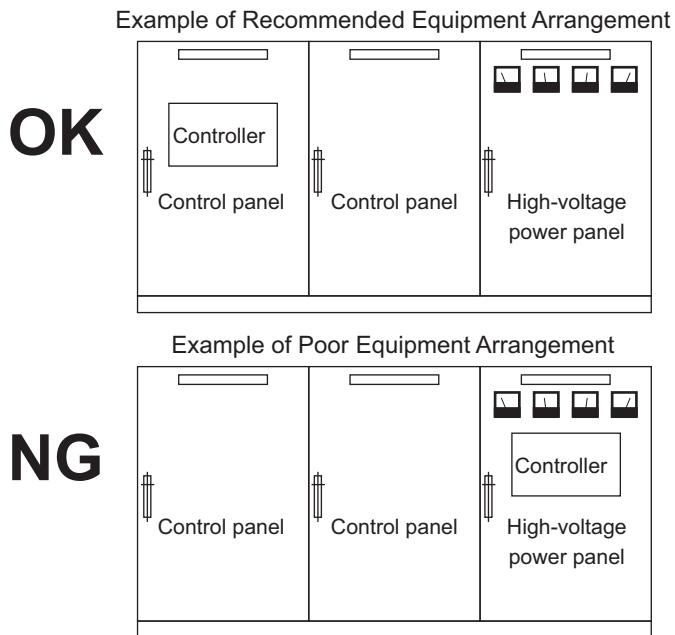 Example of Recommended Equipment Arrangement
OK
Controller
Control panel
Control panel
High-voltage
power panel
Example of Poor Equipment Arrangement
NG
Controller
Control panel
Control panel
High-voltage
power panel